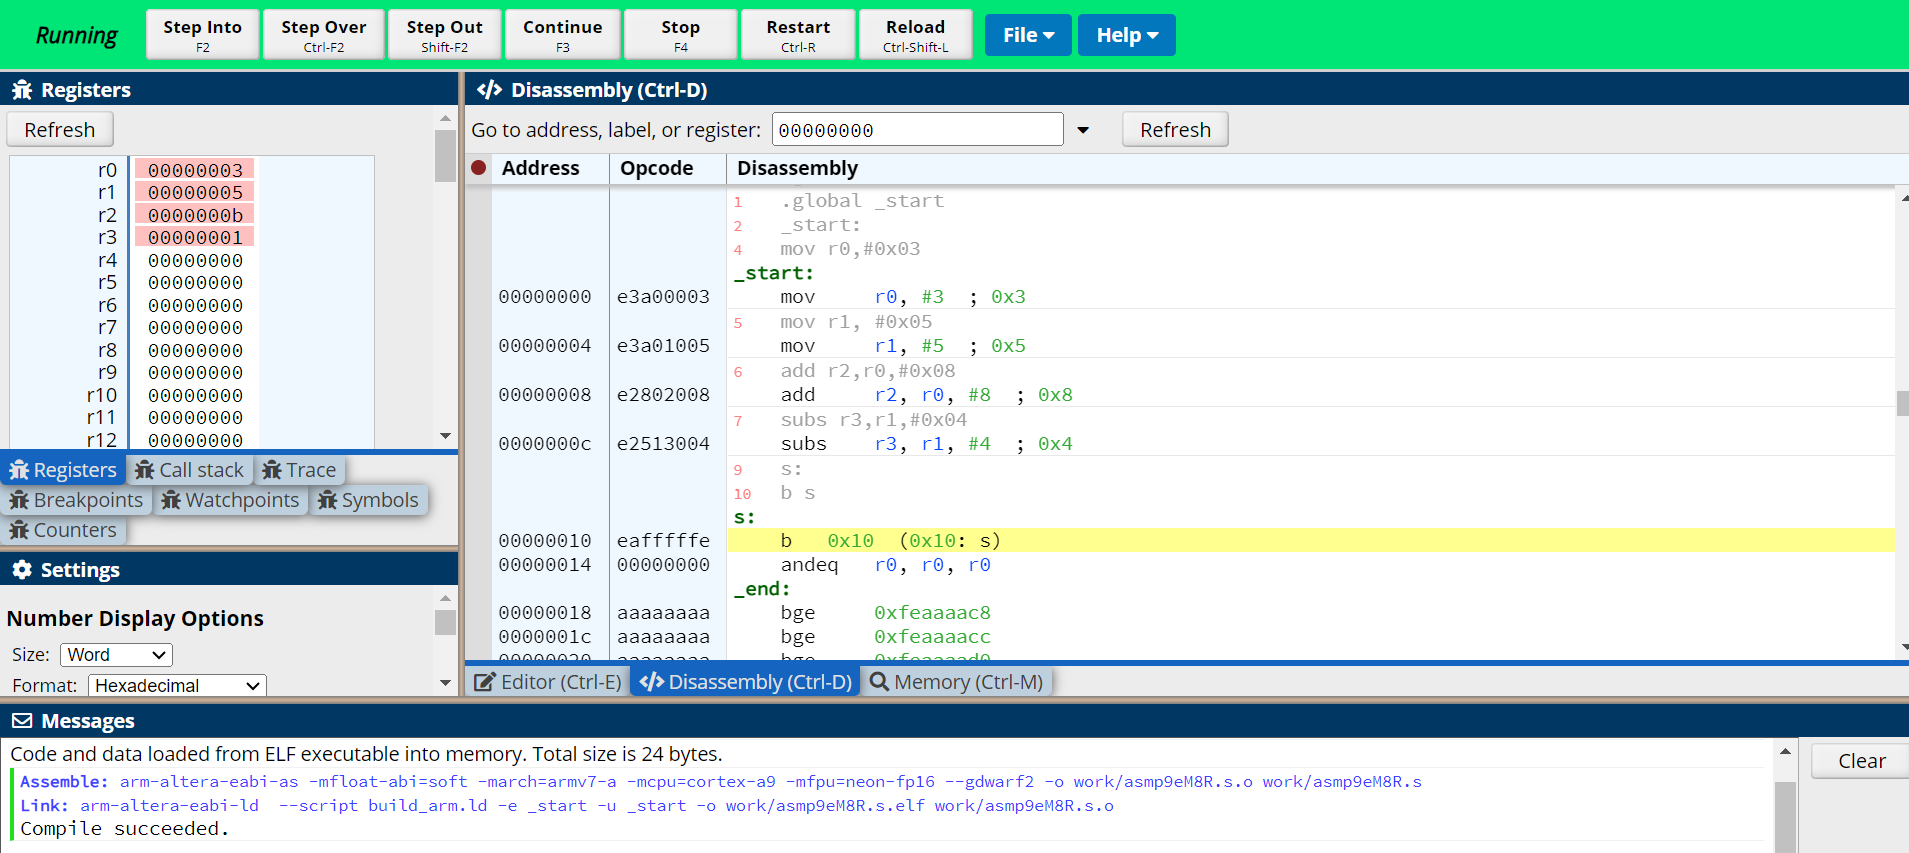 Running
Step Into
F2
Step Over
Ctrl-F2
Step Out
Shift-F2
Continue
F3
Stop
F4
Restart
Ctrl-R
Reload
Ctrl-Shift-L
File
Help
Registers
Refresh
r0 00000003
r1 00000005
r2 0000000b
r3 00000001
r4 00000000
r5 00000000
r6 00000000
r7 00000000
r8 00000000
r9 00000000
r10 00000000
r11 00000000
r12 00000000
Registers Call stack Trace
Breakpoints Watchpoints Symbols
Counters
Settings
Number Display Options
Size: Word
Format: Hexadecimal
Disassembly (Ctrl-D)
Go to address, label, or register: 00000000 Refresh
Address Opcode Disassembly
1 .global _start
2 _start:
4 mov r0,#0x03
_start:
00000000 e3a00003 mov r0, #3 ; 0x3
5 mov r1, #0x05
00000004 e3a01005 mov r1, #5 ; 0x5
6 add r2,r0,#0x08
00000008 e2802008 add r2, r0, #8 ; 0x8
7 subs r3,r1,#0x04
0000000c e2513004 subs r3, r1, #4 ; 0x4
9 s:
10 b s
s:
00000010 eafffffe b 0x10 (0x10: s)
00000014 00000000 andeq r0, r0, r0
_end:
00000018 aaaaaaaa bge 0xfeaaaac8
0000001c aaaaaaaa bge 0xfeaaaacc
00000020 aaaaaaaa bge 0xfeaaaad0
Editor (Ctrl-E) Disassembly (Ctrl-D) Memory (Ctrl-M)
Messages
Code and data loaded from ELF executable into memory. Total size is 24 bytes.
Assemble: arm-altera-eabi-as -mfloat-abi=soft -march=armv7-a -mcpu=cortex-a9 -mfpu=neon-fp16 --gdwarf2 -o work/asmp9eM8R.s.o work/asmp9eM8R.s
Link: arm-altera-eabi-ld --script build_arm.ld -e _start -u _start -o work/asmp9eM8R.s.elf work/asmp9eM8R.s.o
Compile succeeded.
Clear